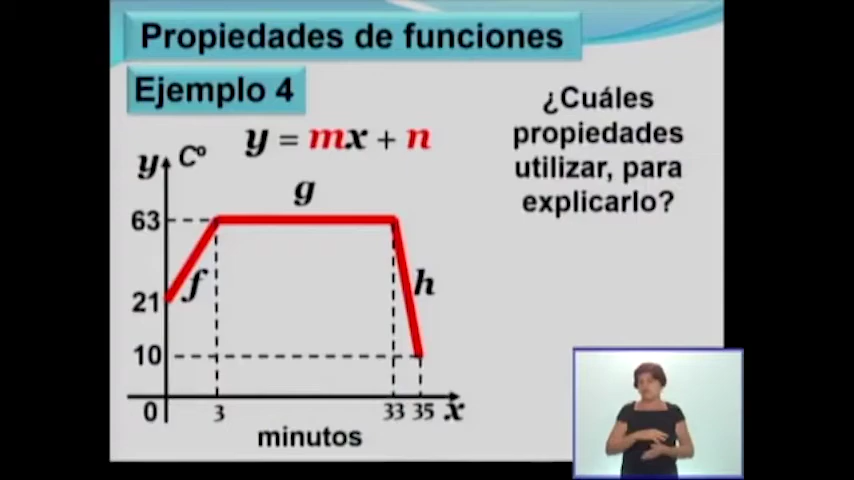 Propiedades de funciones
Ejemplo 4
¿Cuáles
propiedades
utilizar, para
explicarlo?
y = mx + n
y Cº
g
63
f
h
21
10
0 3 33 35 x
minutos